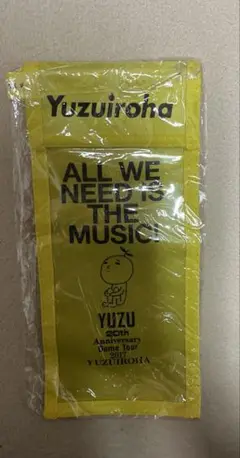 Yuzuiroha
ALL WE
NEED IS
THE
MUSIC!
YUZU
20th
Anniversary
Dome Tour
2017
YUZUIROHA